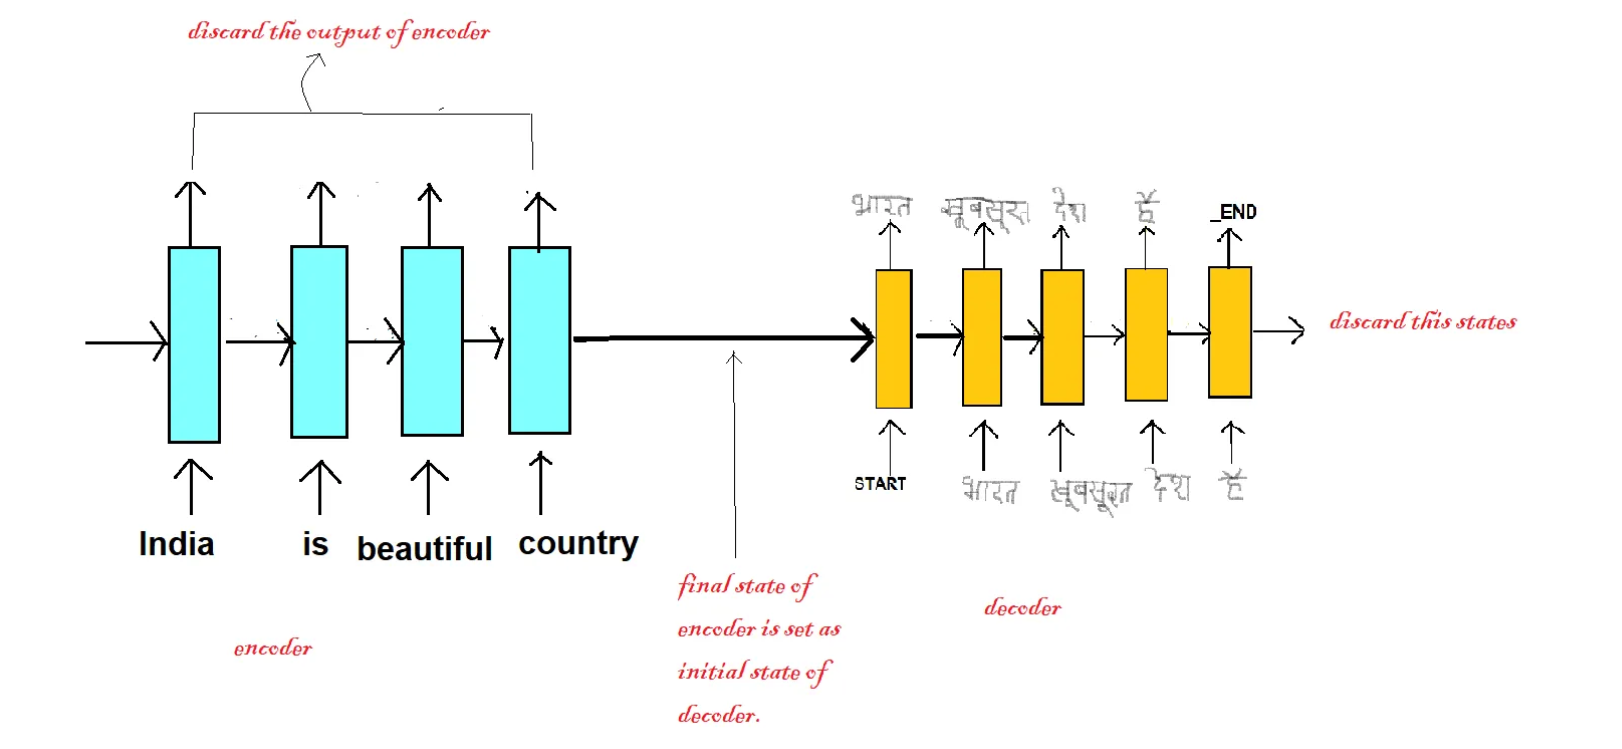 discard the output of encoder
भारत खूबसूरत देश है _END
discard this states
START भारत खूबसूरत देश है
India is beautiful country
final state of
encoder is set as
initial state of
decoder.
decoder
encoder